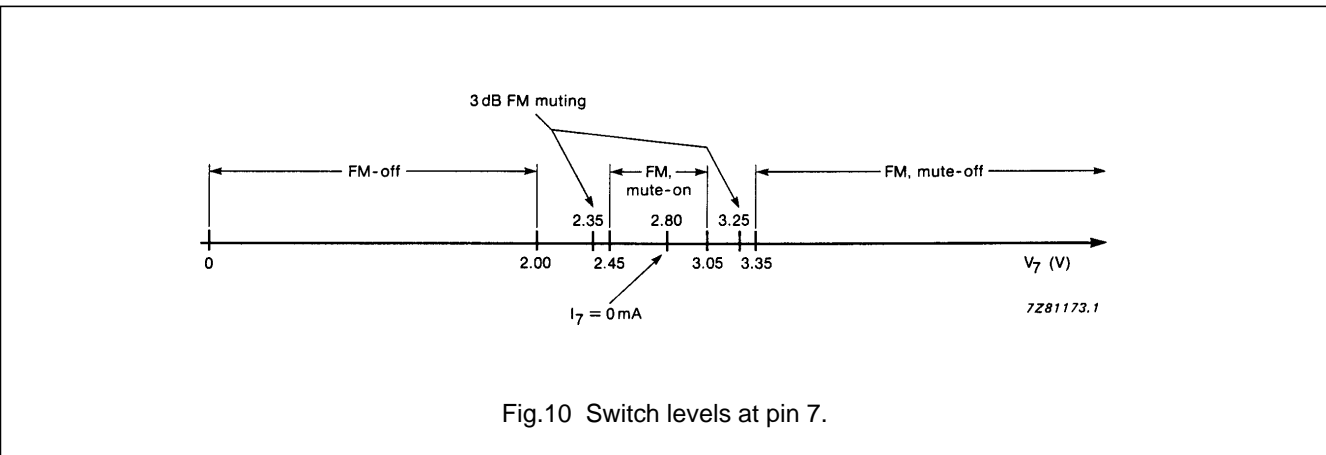 3 dB FM muting
FM-off
FM,
mute-on
FM, mute-off
2.35
2.80
3.25
0
2.00
2.45
3.05
3.35
V7 (V)
I7 = 0 mA
7Z81173.1
Fig.10 Switch levels at pin 7.